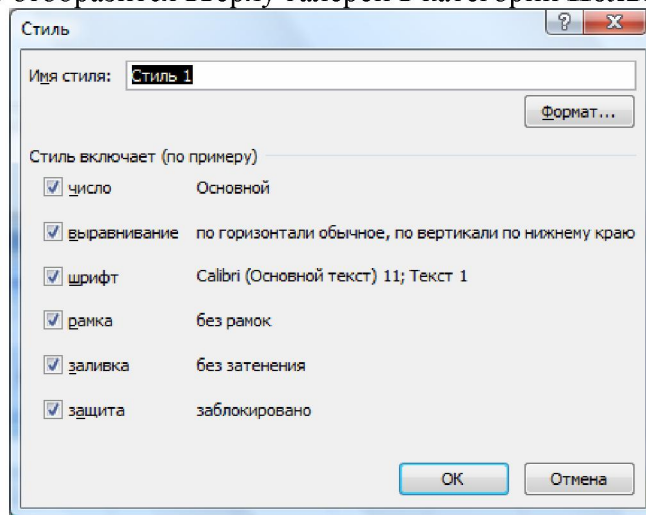 Стиль
Имя стиля: Стиль 1
Формат...
Стиль включает (по примеру)
число Основной
выравнивание по горизонтали обычное, по вертикали по нижнему краю
шрифт Calibri (Основной текст) 11; Текст 1
рамка без рамок
заливка без затенения
защита заблокировано
ОК Отмена